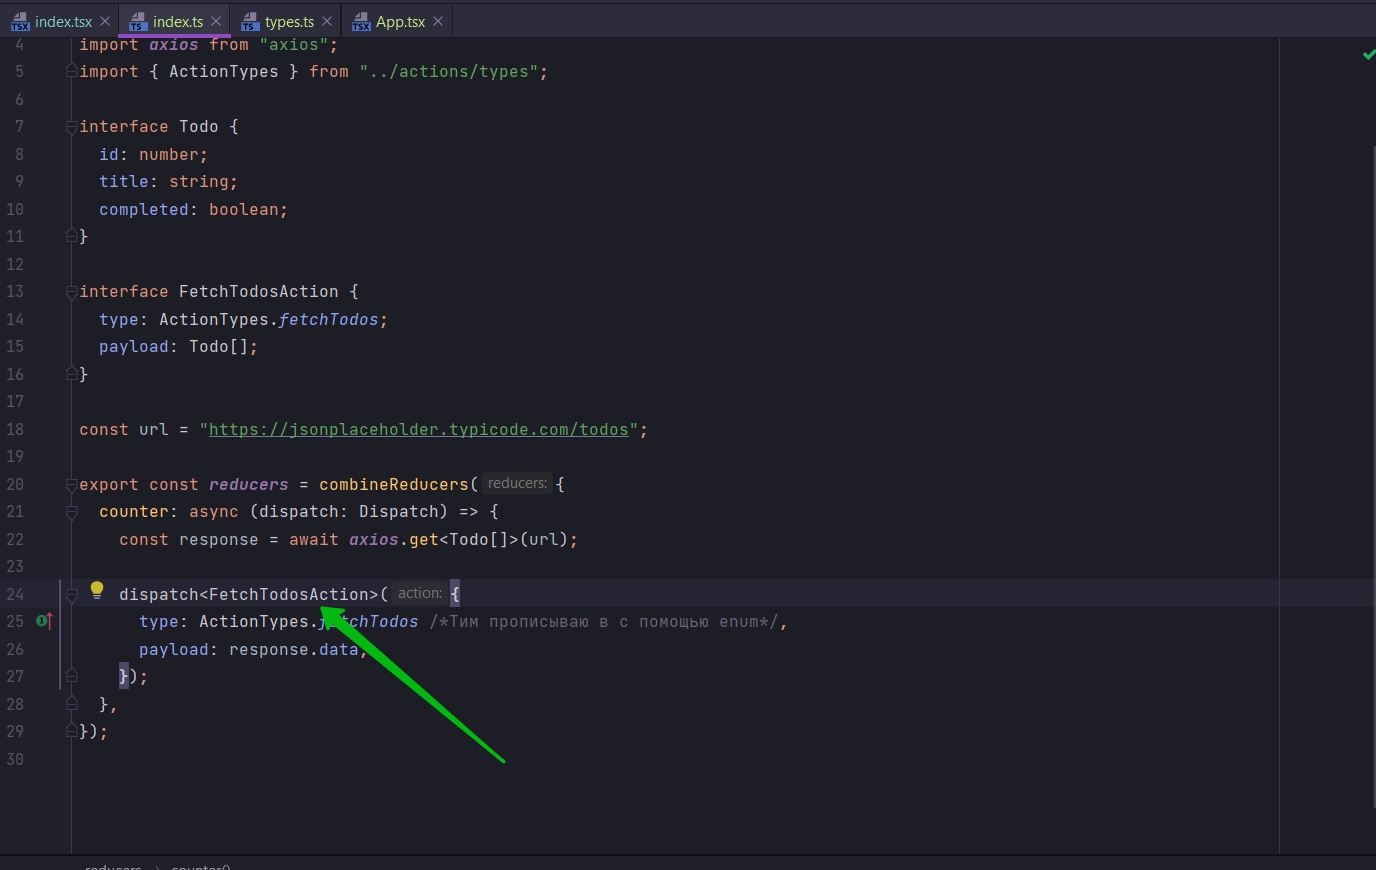 index.tsx index.ts types.ts App.tsx
4 import axios from "axios";
5 import { ActionTypes } from "../actions/types";
6
7 interface Todo {
8 id: number;
9 title: string;
10 completed: boolean;
11 }
12
13 interface FetchTodosAction {
14 type: ActionTypes.fetchTodos;
15 payload: Todo[];
16 }
17
18 const url = "https://jsonplaceholder.typicode.com/todos";
19
20 export const reducers = combineReducers( reducers: {
21 counter: async (dispatch: Dispatch) => {
22 const response = await axios.get<Todo[]>(url);
23
24 dispatch<FetchTodosAction>( action: {
25 type: ActionTypes.fetchTodos /*Тим прописываю в с помощью enum*/,
26 payload: response.data,
27 });
28 },
29 });
30
reducers > counter()